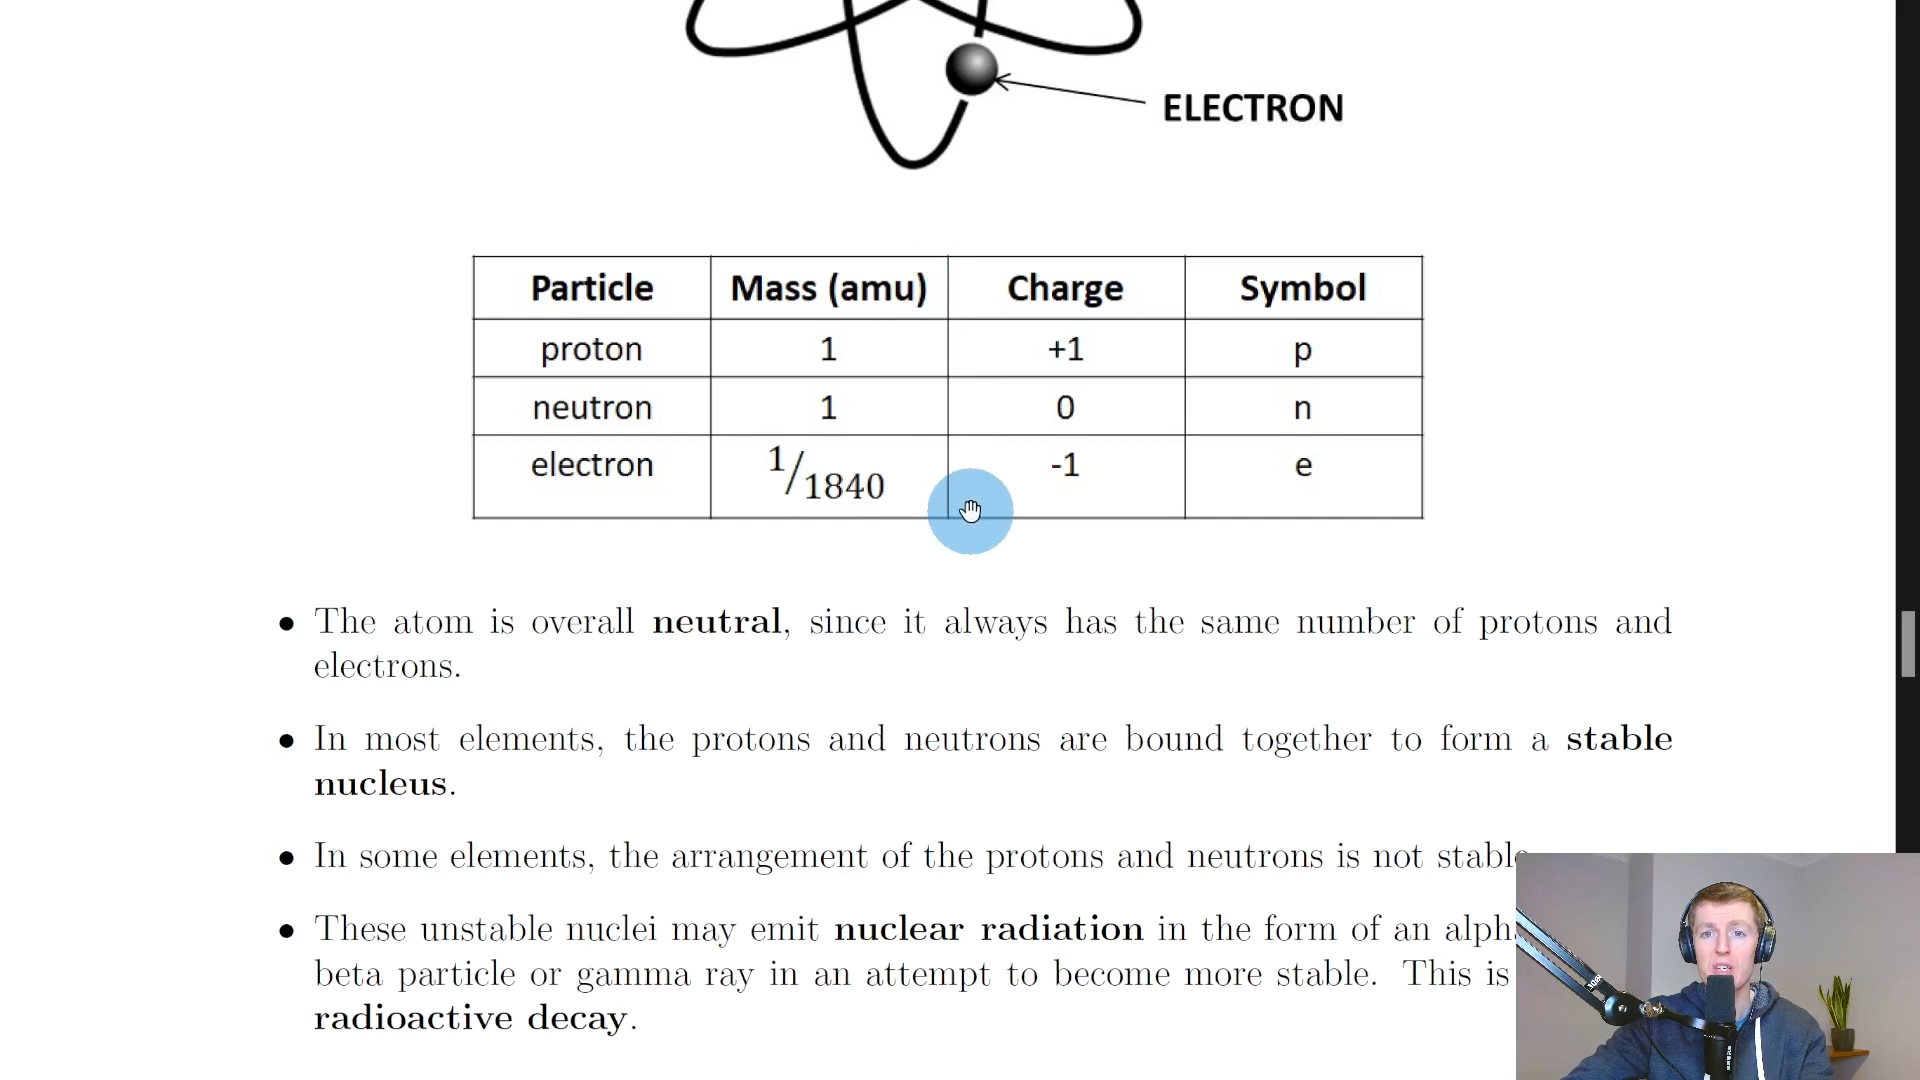 ELECTRON
Particle Mass (amu) Charge Symbol
proton 1 +1 p
neutron 1 0 n
electron 1/1840 -1 e
• The atom is overall neutral, since it always has the same number of protons and
electrons.
• In most elements, the protons and neutrons are bound together to form a stable
nucleus.
• In some elements, the arrangement of the protons and neutrons is not stable
• These unstable nuclei may emit nuclear radiation in the form of an
beta particle or gamma ray in an attempt to become more stable. This is
radioactive decay.